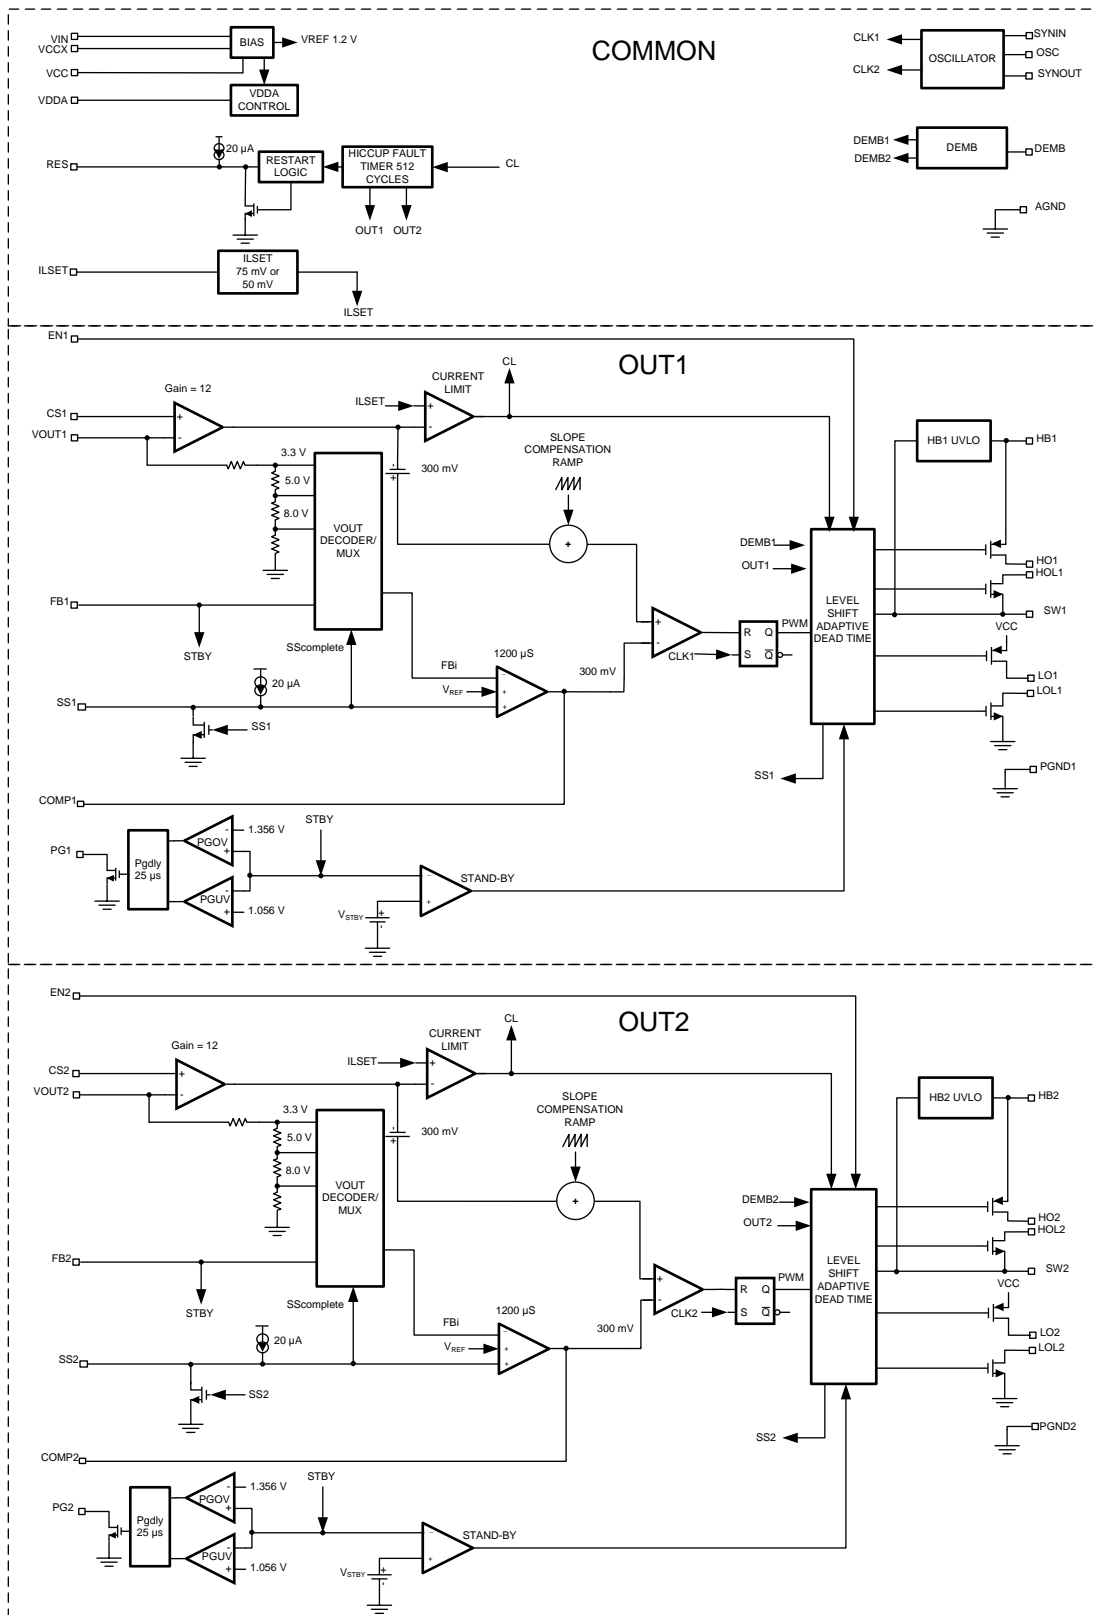 COMMON
VIN
VCCX
VCC
VDDA
BIAS
VREF 1.2 V
VDDA
CONTROL
CLK1
CLK2
OSCILLATOR
SYNIN
OSC
SYNOUT
RES
20 µA
RESTART
LOGIC
HICCUP FAULT
TIMER 512
CYCLES
CL
OUT1
OUT2
DEMB1
DEMB2
DEMB
DEMB
AGND
ILSET
ILSET
75 mV or
50 mV
ILSET
OUT1
EN1
Gain = 12
CS1
+
-
VOUT1
ILSET
CURRENT
LIMIT
+
-
CL
3.3 V
5.0 V
8.0 V
VOUT
DECODER/
MUX
+
-
300 mV
SLOPE
COMPENSATION
RAMP
+
HB1 UVLO
HB1
DEMB1
OUT1
LEVEL
SHIFT
ADAPTIVE
DEAD TIME
HO1
HOL1
SW1
VCC
LO1
LOL1
PGND1
FB1
STBY
SScomplete
FBi
1200 µS
VREF
-
+
+
300 mV
+
-
CLK1
R
Q
S
Q
PWM
20 µA
SS1
SS1
SS1
COMP1
PG1
Pgdly
25 µs
PGOV
-
+
1.356 V
PGUV
-
+
1.056 V
STBY
VSTBY
+
-
-
+
STAND-BY
OUT2
EN2
Gain = 12
CS2
+
-
VOUT2
ILSET
CURRENT
LIMIT
+
-
CL
3.3 V
5.0 V
8.0 V
VOUT
DECODER/
MUX
+
-
300 mV
SLOPE
COMPENSATION
RAMP
+
HB2 UVLO
HB2
DEMB2
OUT2
LEVEL
SHIFT
ADAPTIVE
DEAD TIME
HO2
HOL2
SW2
VCC
LO2
LOL2
PGND2
FB2
STBY
SScomplete
FBi
1200 µS
VREF
-
+
+
300 mV
+
-
CLK2
R
Q
S
Q
PWM
20 µA
SS2
SS2
SS2
COMP2
PG2
Pgdly
25 µs
PGOV
-
+
1.356 V
PGUV
-
+
1.056 V
STBY
VSTBY
+
-
-
+
STAND-BY